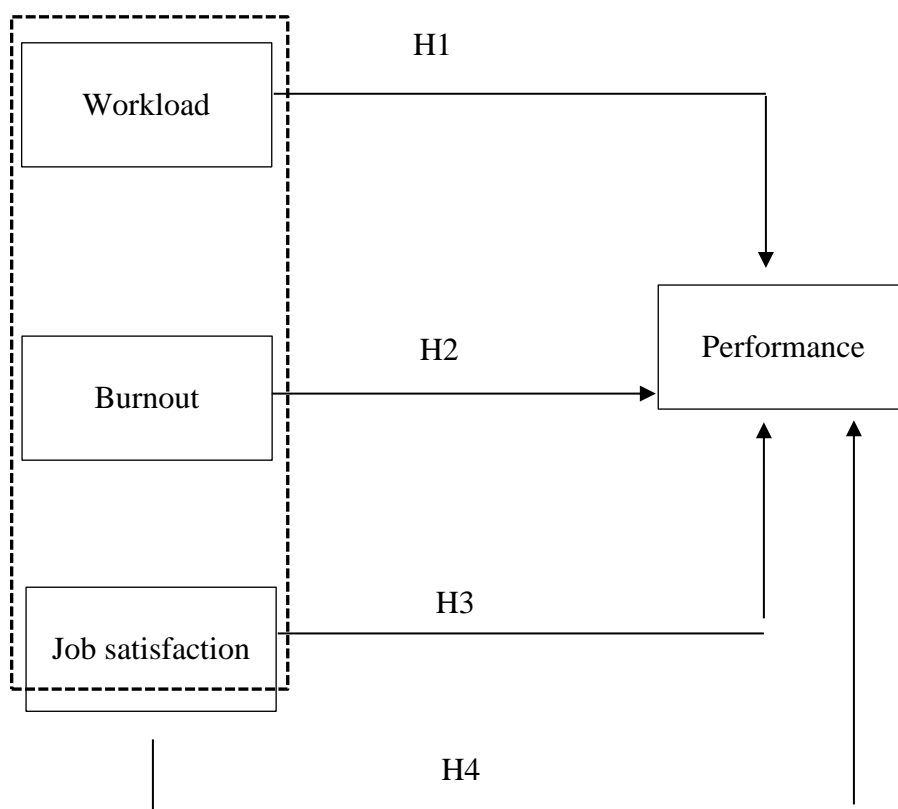 H1
Workload
Performance
H2
Burnout
H3
Job satisfaction
H4